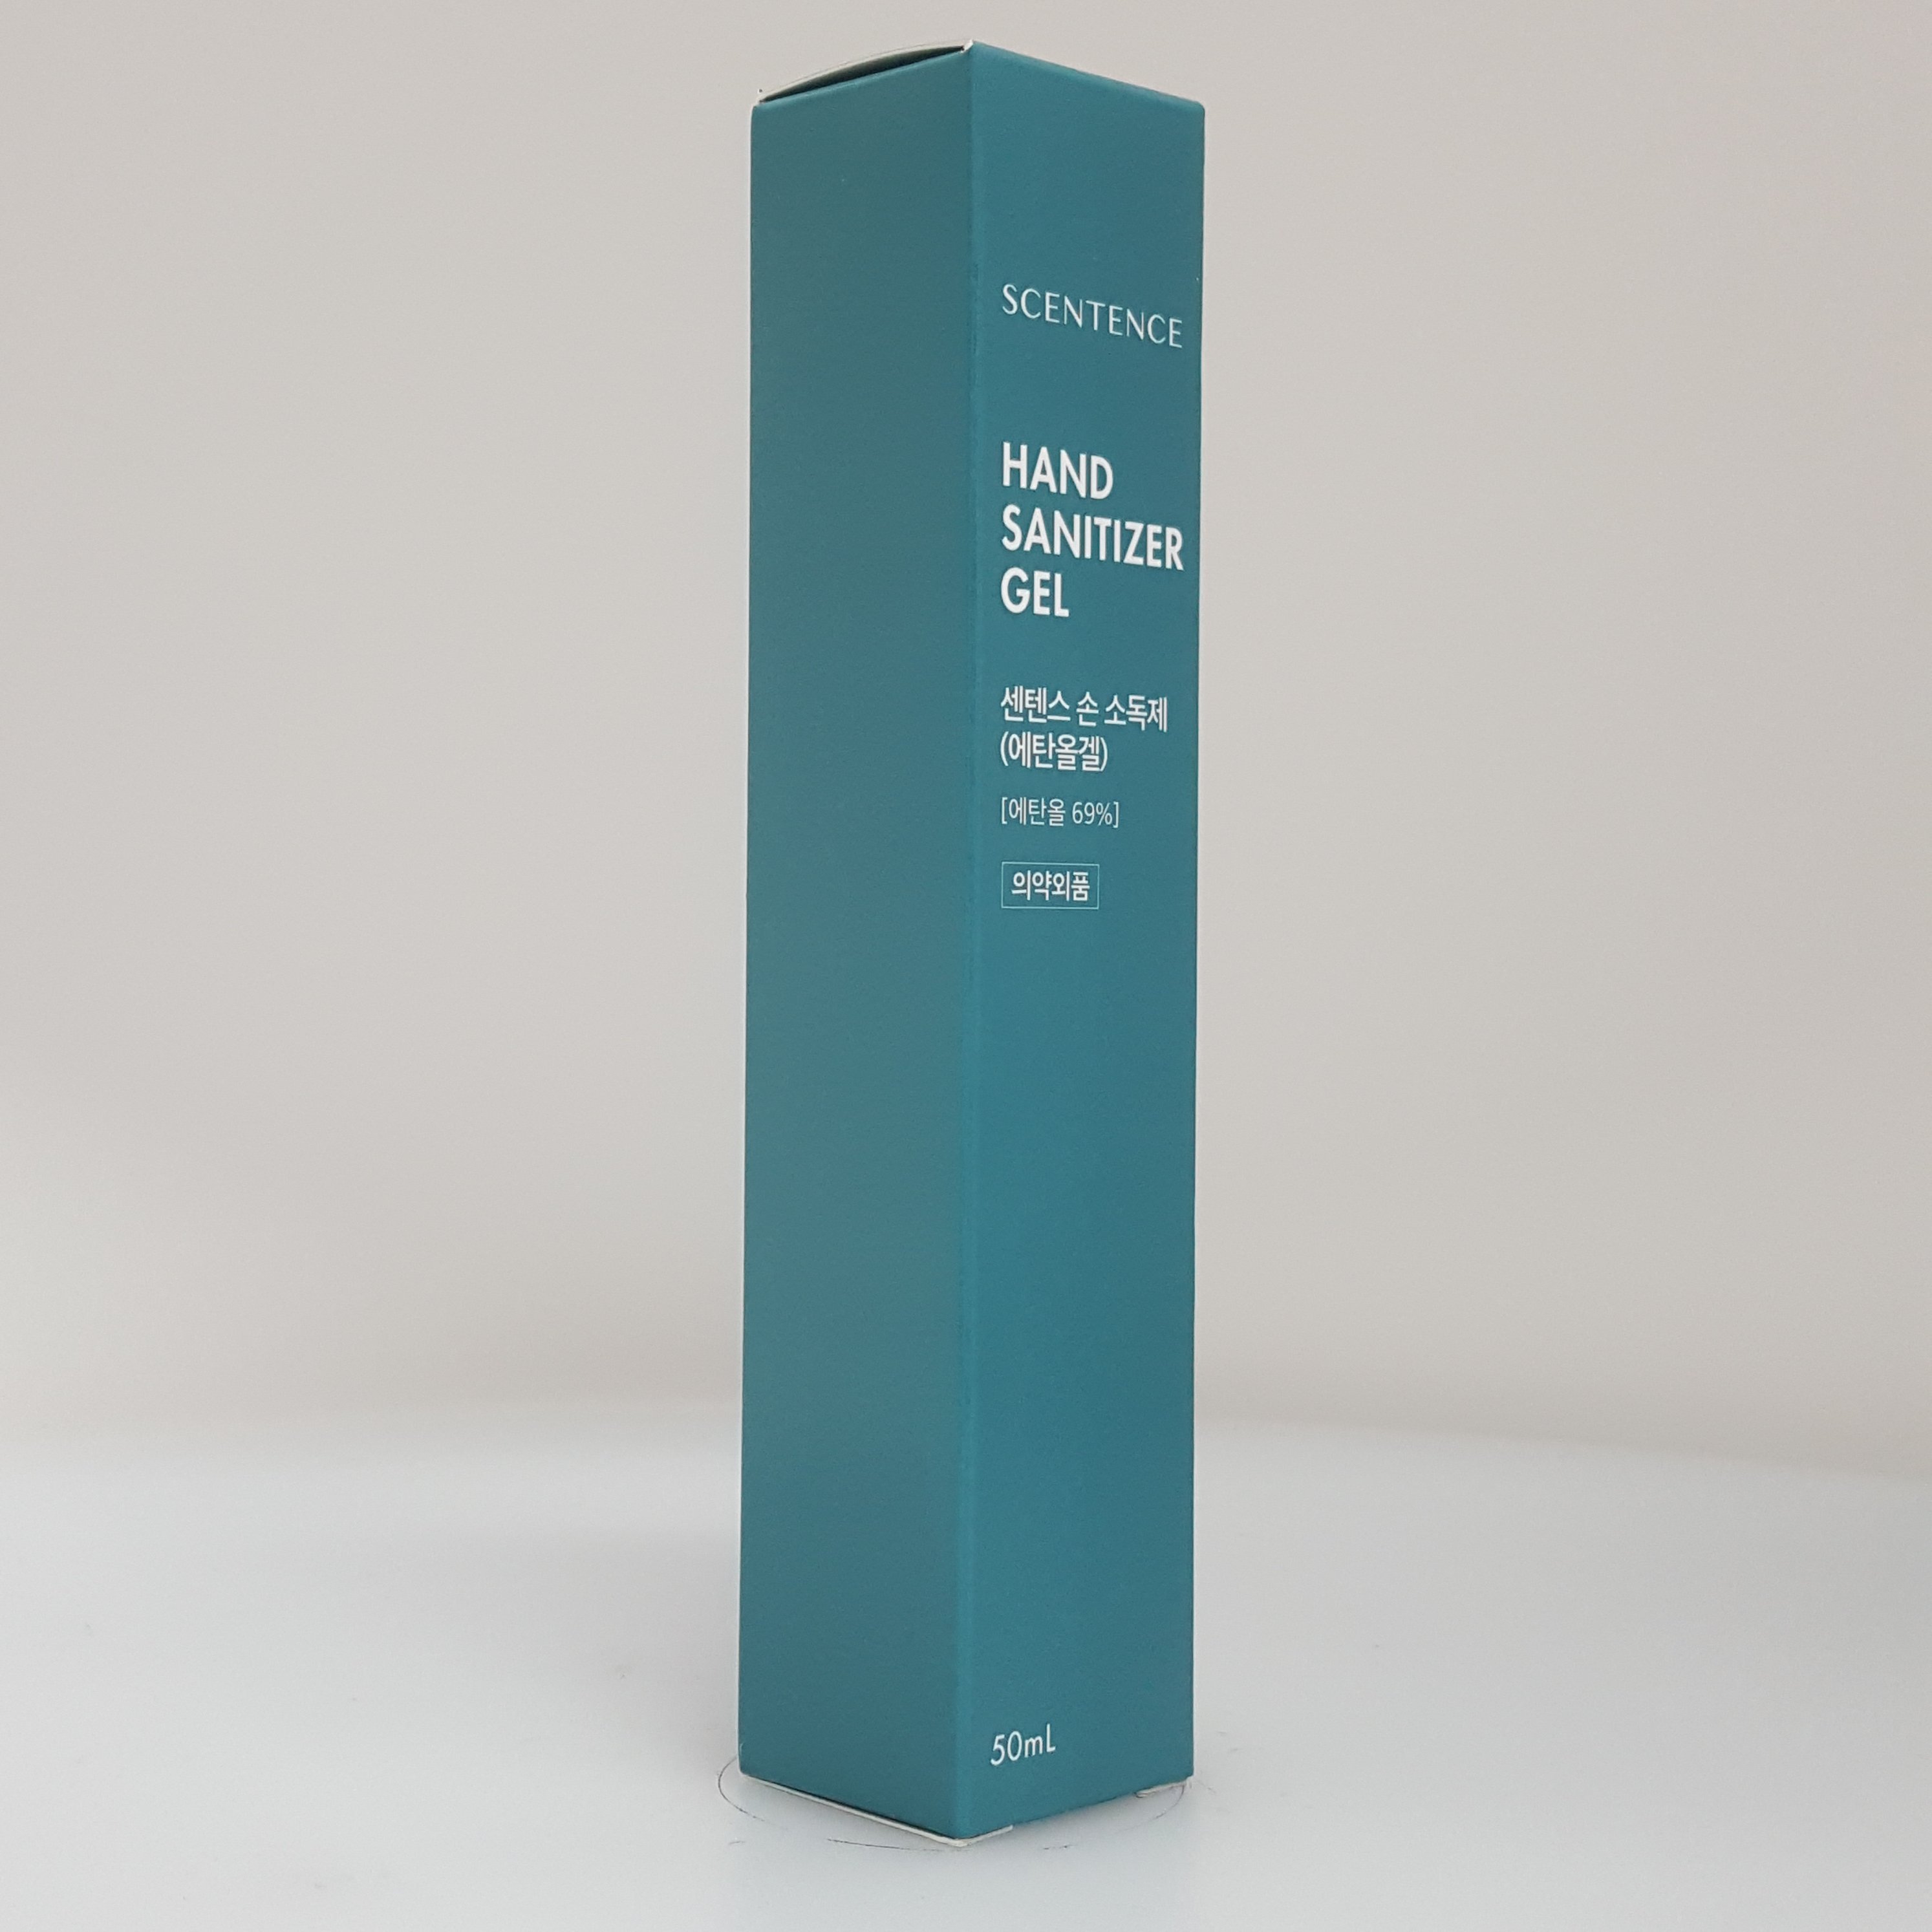 SCENTENCE
HAND
SANITIZER
GEL
센텐스 손 소독제
(에탄올겔)
[에탄올 69%]
의약외품
50mL